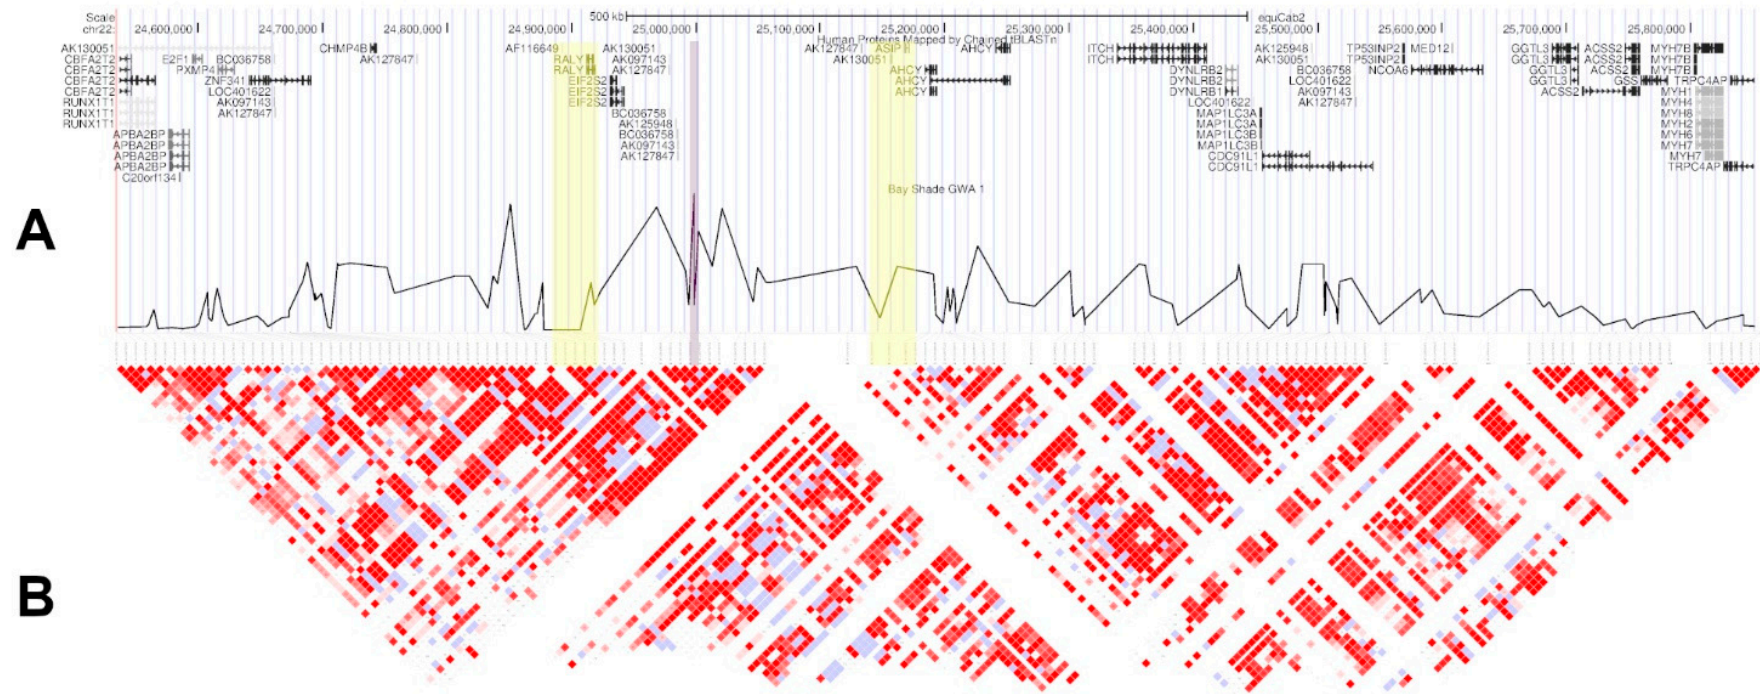 Scale 500 kb equCab2
chr22: 24,600,000 24,700,000 24,800,000 24,900,000 25,000,000 25,100,000 25,200,000 25,300,000 25,400,000 25,500,000 25,600,000 25,700,000 25,800,000
Human Proteins Mapped by Chained tBLASTn
AK130051 CHMP4B AF116649 AK130051 AK127847 ASIP AHCY ITCH AK125948 TP53INP2 MED12 GGTL3 ACSS2 MYH7B
CBFA2T2 E2F1 BC036758 AK127847 RALY AK097143 AK130051 ITCH AK130051 TP53INP2 GGTL3 ACSS2 MYH7B
CBFA2T2 PXMP4 RALY AK127847 AHCY DYNLRB2 BC036758 NCOA6 GGTL3 ACSS2 MYH7B
CBFA2T2 ZNF341 EIF2S2 AHCY DYNLRB2 LOC401622 GGTL3 GSS TRPC4AP
CBFA2T2 LOC401622 EIF2S2 AHCY DYNLRB1 AK097143 ACSS2 MYH1
RUNX1T1 AK097143 EIF2S2 LOC401622 AK127847 MYH4
RUNX1T1 AK127847 BC036758 MAP1LC3A MYH8
RUNX1T1 AK125948 MAP1LC3A MYH2
APBA2BP BC036758 MAP1LC3B MYH6
APBA2BP AK097143 MAP1LC3B MYH7
APBA2BP AK127847 CDC91L1 MYH7
APBA2BP CDC91L1 TRPC4AP
C20orf134
Bay Shade GWA 1
A
B